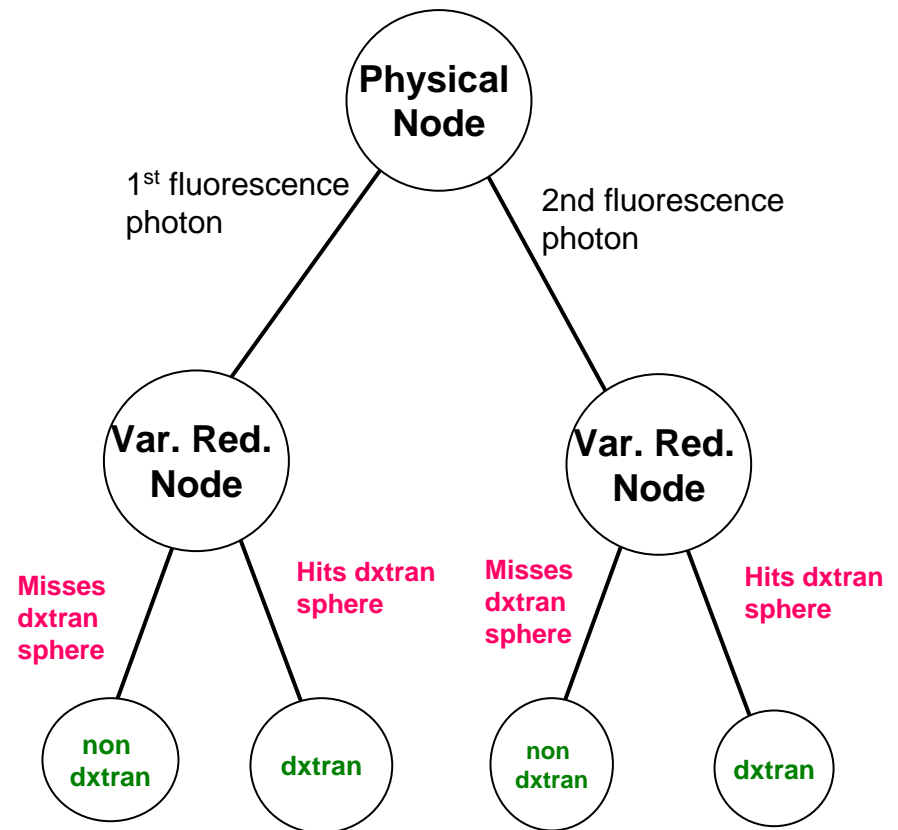 Physical
Node
1st fluorescence
photon
2nd fluorescence
photon
Var. Red.
Node
Var. Red.
Node
Misses
dxtran
sphere
Hits dxtran
sphere
Misses
dxtran
sphere
Hits dxtran
sphere
non
dxtran
dxtran
non
dxtran
dxtran